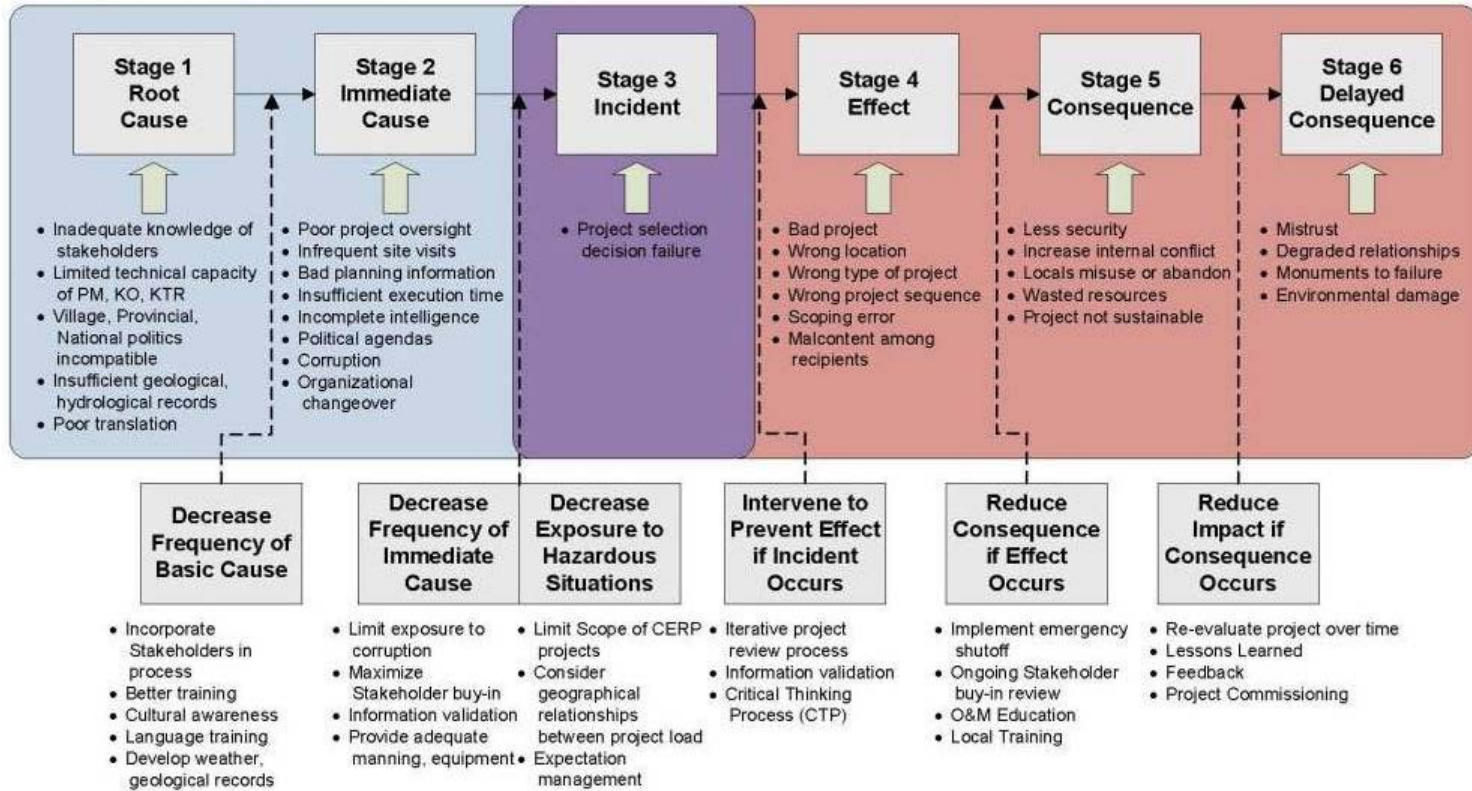 Stage 1
Root
Cause
Stage 2
Immediate
Cause
Stage 3
Incident
Stage 4
Effect
Stage 5
Consequence
Stage 6
Delayed
Consequence
• Inadequate knowledge of
stakeholders
• Limited technical capacity
of PM, KO, KTR
• Village, Provincial,
National politics
incompatible
• Insufficient geological,
hydrological records
• Poor translation
• Poor project oversight
• Infrequent site visits
• Bad planning information
• Insufficient execution time
• Incomplete intelligence
• Political agendas
• Corruption
• Organizational
changeover
• Project selection
decision failure
• Bad project
• Wrong location
• Wrong type of project
• Wrong project sequence
• Scoping error
• Malcontent among
recipients
• Less security
• Increase internal conflict
• Locals misuse or abandon
• Wasted resources
• Project not sustainable
• Mistrust
• Degraded relationships
• Monuments to failure
• Environmental damage
Decrease
Frequency of
Basic Cause
Decrease
Frequency of
Immediate
Cause
Decrease
Exposure to
Hazardous
Situations
Intervene to
Prevent Effect
if Incident
Occurs
Reduce
Consequence
if Effect
Occurs
Reduce
Impact if
Consequence
Occurs
• Incorporate
Stakeholders in
process
• Better training
• Cultural awareness
• Language training
• Develop weather,
geological records
• Limit exposure to
corruption
• Maximize
Stakeholder buy-in
• Information validation
• Provide adequate
manning, equipment
• Limit Scope of CERP
projects
• Consider
geographical
relationships
between project load
• Expectation
management
• Iterative project
review process
• Information validation
• Critical Thinking
Process (CTP)
• Implement emergency
shutoff
• Ongoing Stakeholder
buy-in review
• O&M Education
• Local Training
• Re-evaluate project over time
• Lessons Learned
• Feedback
• Project Commissioning